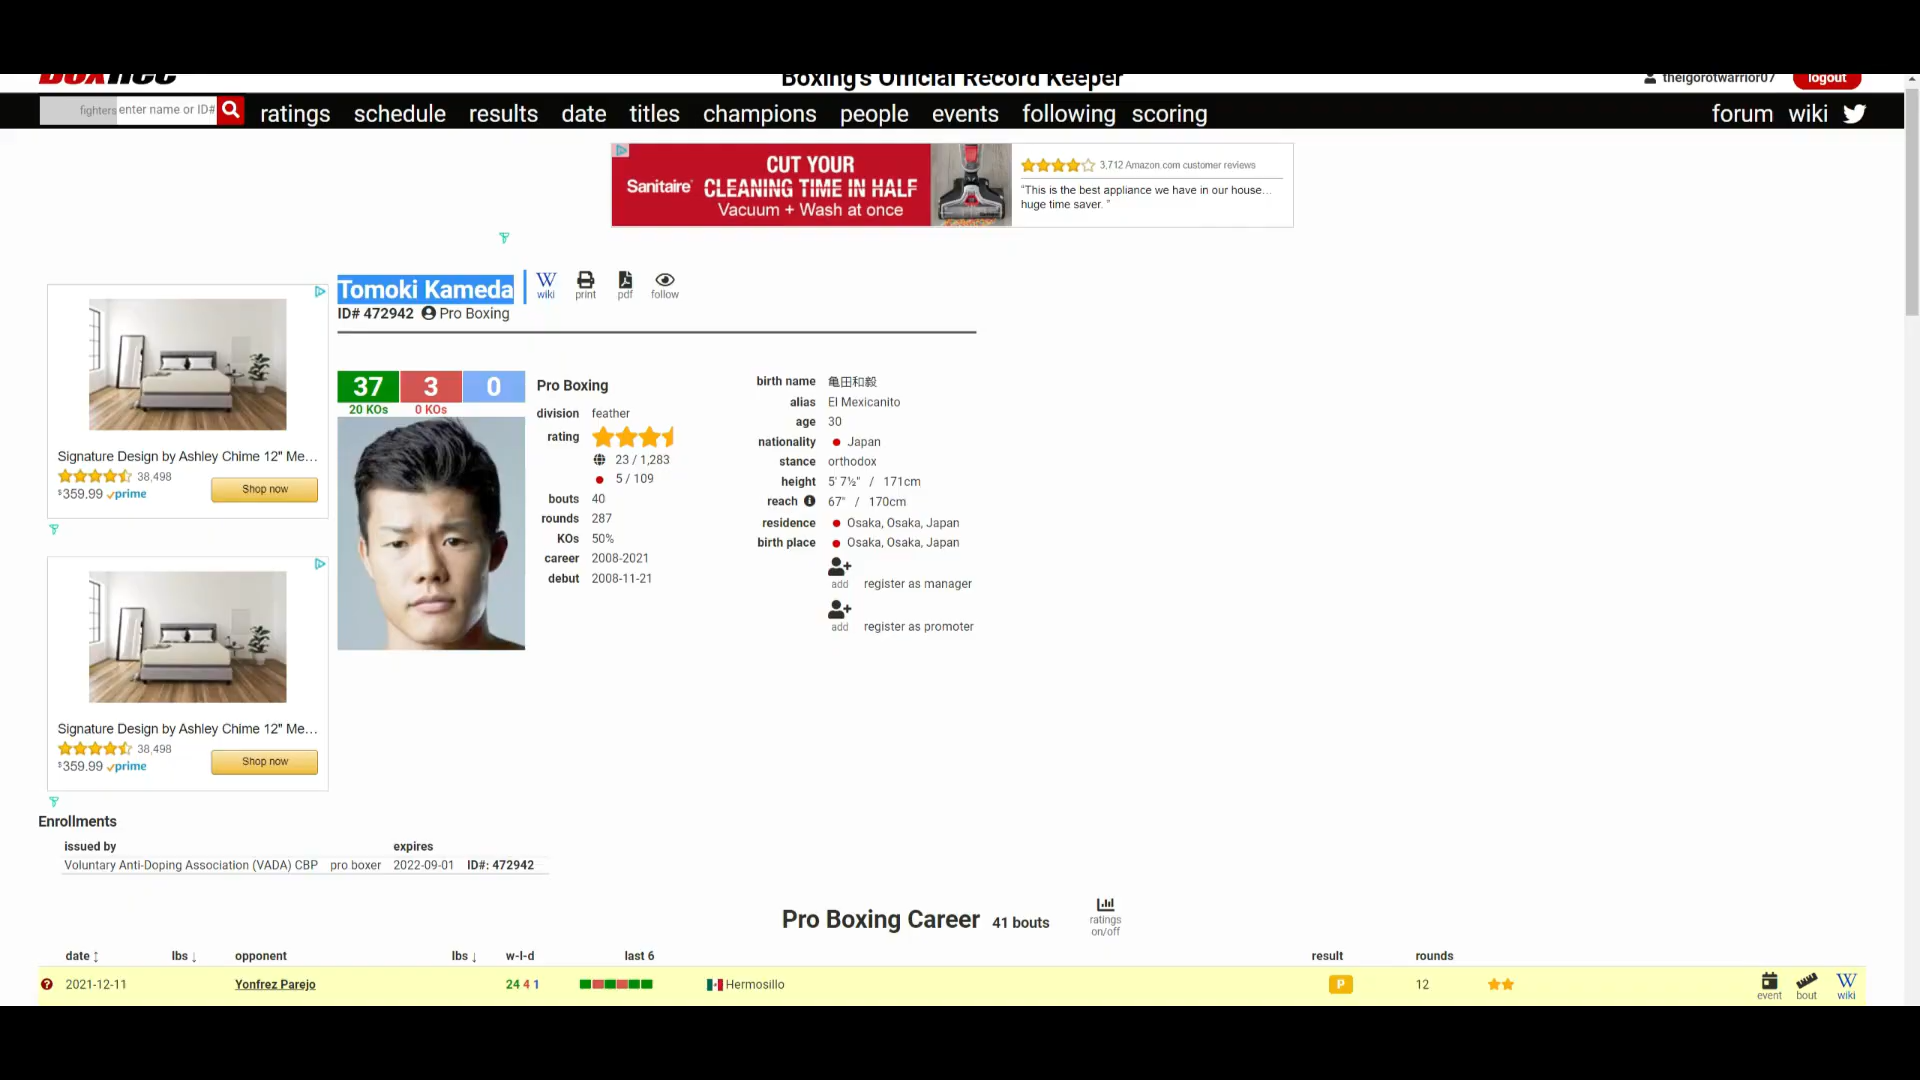 BoxRec
Boxing's Official Record Keeper
theigorotwarrior07
logout
fighters
enter name or ID#
ratings schedule results date titles champions people events following scoring
forum wiki
Sanitaire
CUT YOUR
CLEANING TIME IN HALF
Vacuum + Wash at once
3,712 Amazon.com customer reviews
"This is the best appliance we have in our house...
huge time saver. "
Tomoki Kameda
wiki print pdf follow
ID# 472942 Pro Boxing
37 3 0
20 KOs 0 KOs
Pro Boxing
division feather
rating
23 / 1,283
5 / 109
bouts 40
rounds 287
KOs 50%
career 2008-2021
debut 2008-11-21
birth name 亀田和毅
alias El Mexicanito
age 30
nationality Japan
stance orthodox
height 5' 7½" / 171cm
reach 67" / 170cm
residence Osaka, Osaka, Japan
birth place Osaka, Osaka, Japan
add register as manager
add register as promoter
Signature Design by Ashley Chime 12" Me...
38,498
$359.99 prime
Shop now
Signature Design by Ashley Chime 12" Me...
38,498
$359.99 prime
Shop now
Enrollments
issued by expires
Voluntary Anti-Doping Association (VADA) CBP pro boxer 2022-09-01 ID#: 472942
Pro Boxing Career 41 bouts
ratings
on/off
date lbs opponent lbs w-l-d last 6 result rounds
2021-12-11 Yonfrez Parejo 24 4 1 Hermosillo P 12
event bout wiki